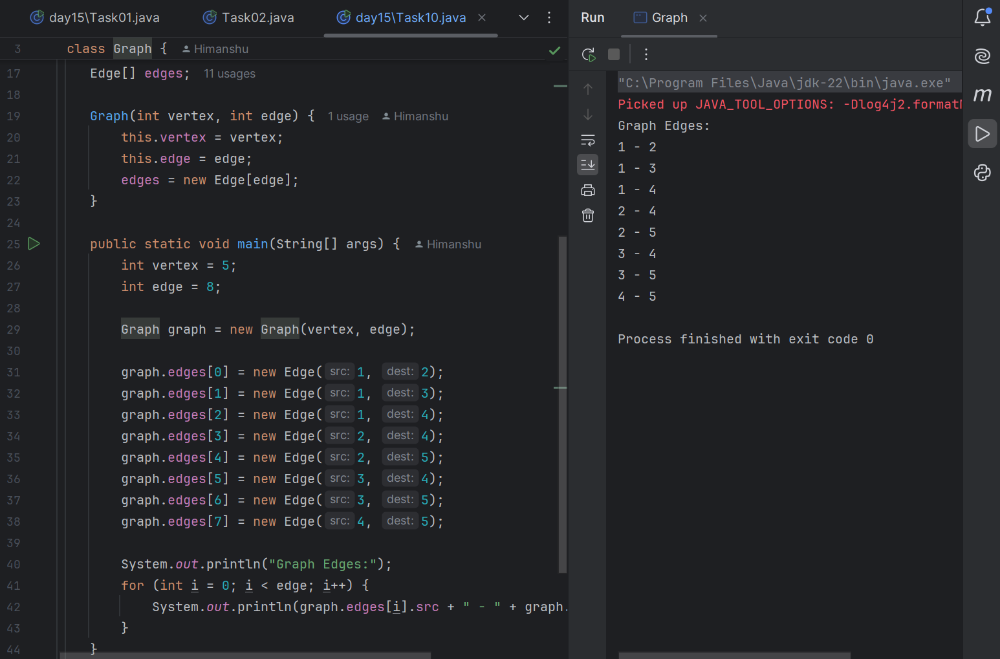 day15\Task01.java Task02.java day15\Task10.java
3 class Graph { Himanshu
17 Edge[] edges; 11 usages
18
19 Graph(int vertex, int edge) { 1 usage Himanshu
20 this.vertex = vertex;
21 this.edge = edge;
22 edges = new Edge[edge];
23 }
24
25 public static void main(String[] args) { Himanshu
26 int vertex = 5;
27 int edge = 8;
28
29 Graph graph = new Graph(vertex, edge);
30
31 graph.edges[0] = new Edge( src: 1, dest: 2);
32 graph.edges[1] = new Edge( src: 1, dest: 3);
33 graph.edges[2] = new Edge( src: 1, dest: 4);
34 graph.edges[3] = new Edge( src: 2, dest: 4);
35 graph.edges[4] = new Edge( src: 2, dest: 5);
36 graph.edges[5] = new Edge( src: 3, dest: 4);
37 graph.edges[6] = new Edge( src: 3, dest: 5);
38 graph.edges[7] = new Edge( src: 4, dest: 5);
39
40 System.out.println("Graph Edges:");
41 for (int i = 0; i < edge; i++) {
42 System.out.println(graph.edges[i].src + " - " + graph.
43 }
44 }
Run Graph
"C:\Program Files\Java\jdk-22\bin\java.exe"
Picked up JAVA_TOOL_OPTIONS: -Dlog4j2.format
Graph Edges:
1 - 2
1 - 3
1 - 4
2 - 4
2 - 5
3 - 4
3 - 5
4 - 5
Process finished with exit code 0
m